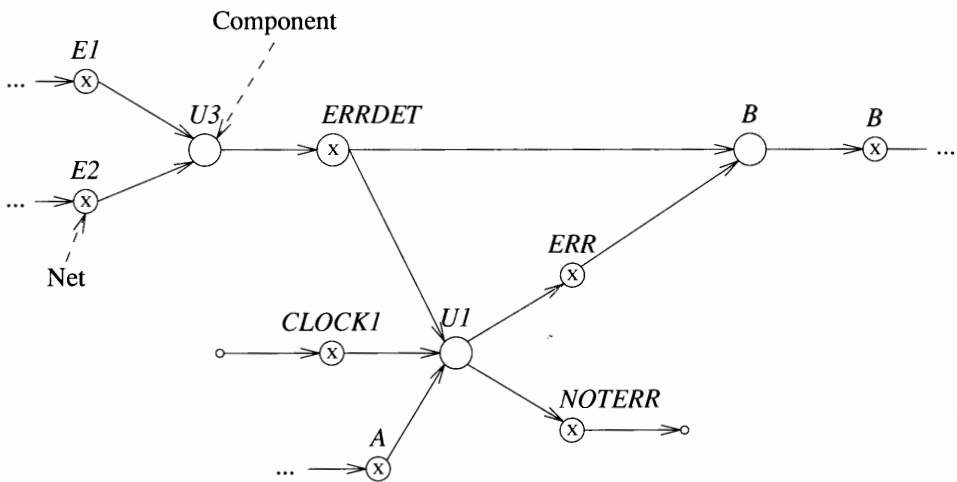 Component
E1
... x
U3
ERRDET
B
B
x
x ...
E2
... x
Net
ERR
x
CLOCK1
U1
x
NOTERR
x
A
... x